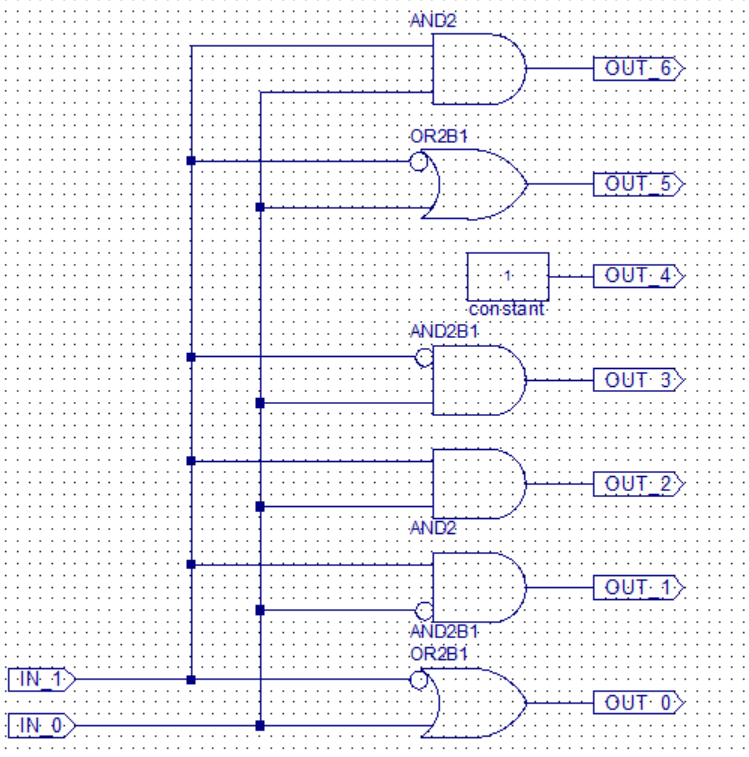 AND2
OUT_6
OR2B1
OUT_5
1
OUT_4
constant
AND2B1
OUT_3
OUT_2
AND2
OUT_1
AND2B1
OR2B1
IN_1
OUT_0
IN_0